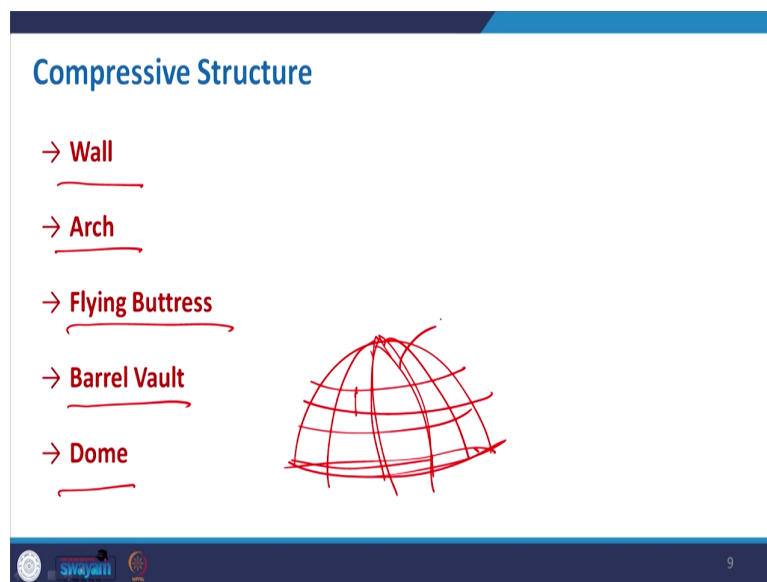 Compressive Structure
→ Wall
→ Arch
→ Flying Buttress
→ Barrel Vault
→ Dome
swayam
9